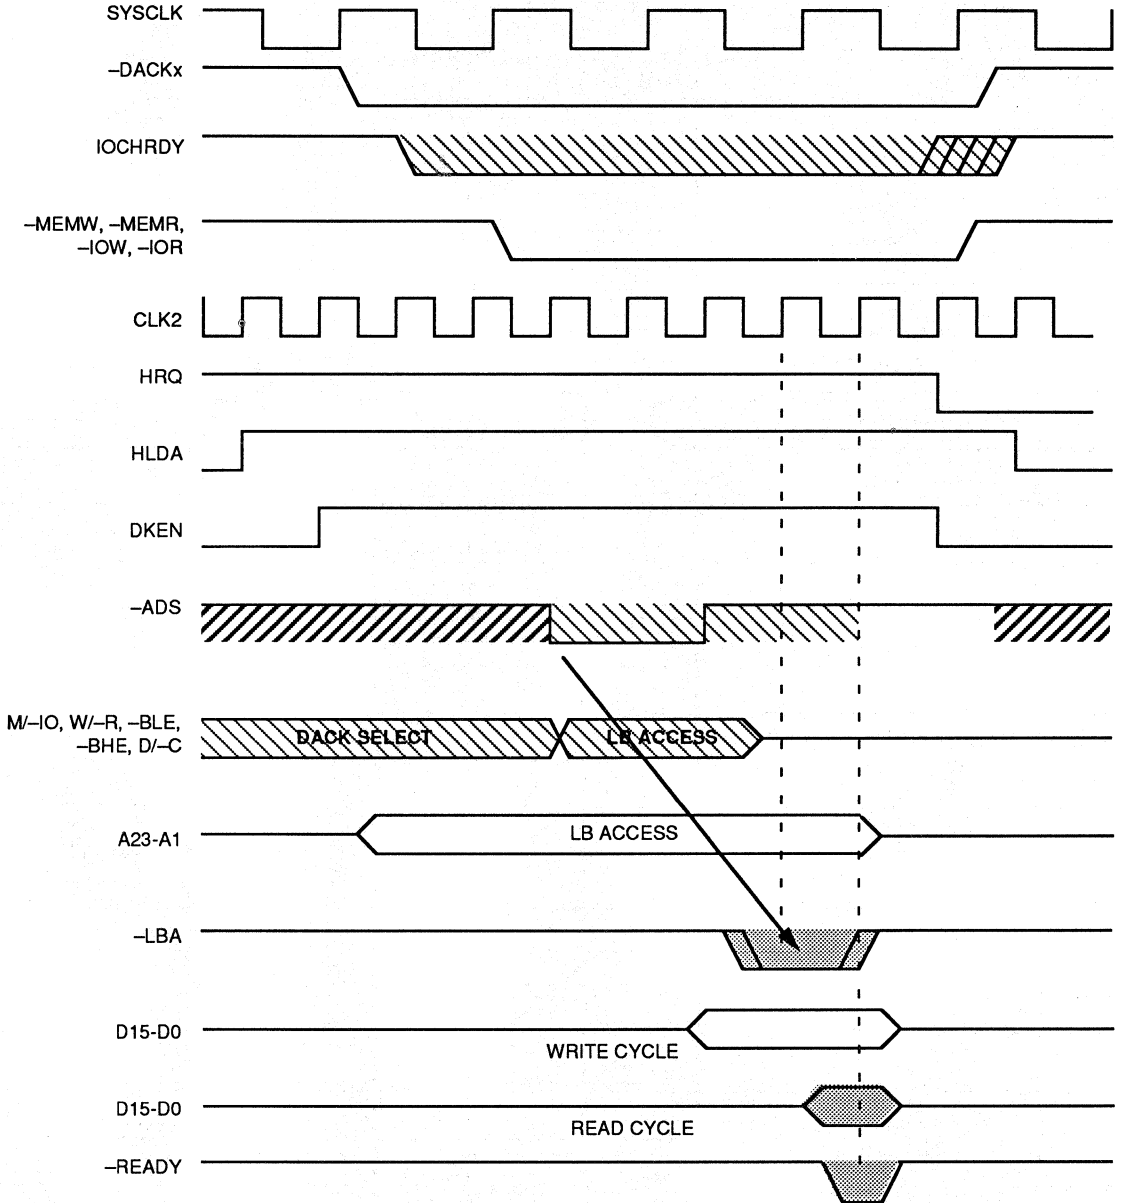 SYSCLK
–DACKx
IOCHRDY
–MEMW, –MEMR,
–IOW, –IOR
CLK2
HRQ
HLDA
DKEN
–ADS
M/–IO, W/–R, –BLE,
–BHE, D/–C
DACK SELECT
LB ACCESS
A23-A1
LB ACCESS
–LBA
D15-D0
WRITE CYCLE
D15-D0
READ CYCLE
–READY